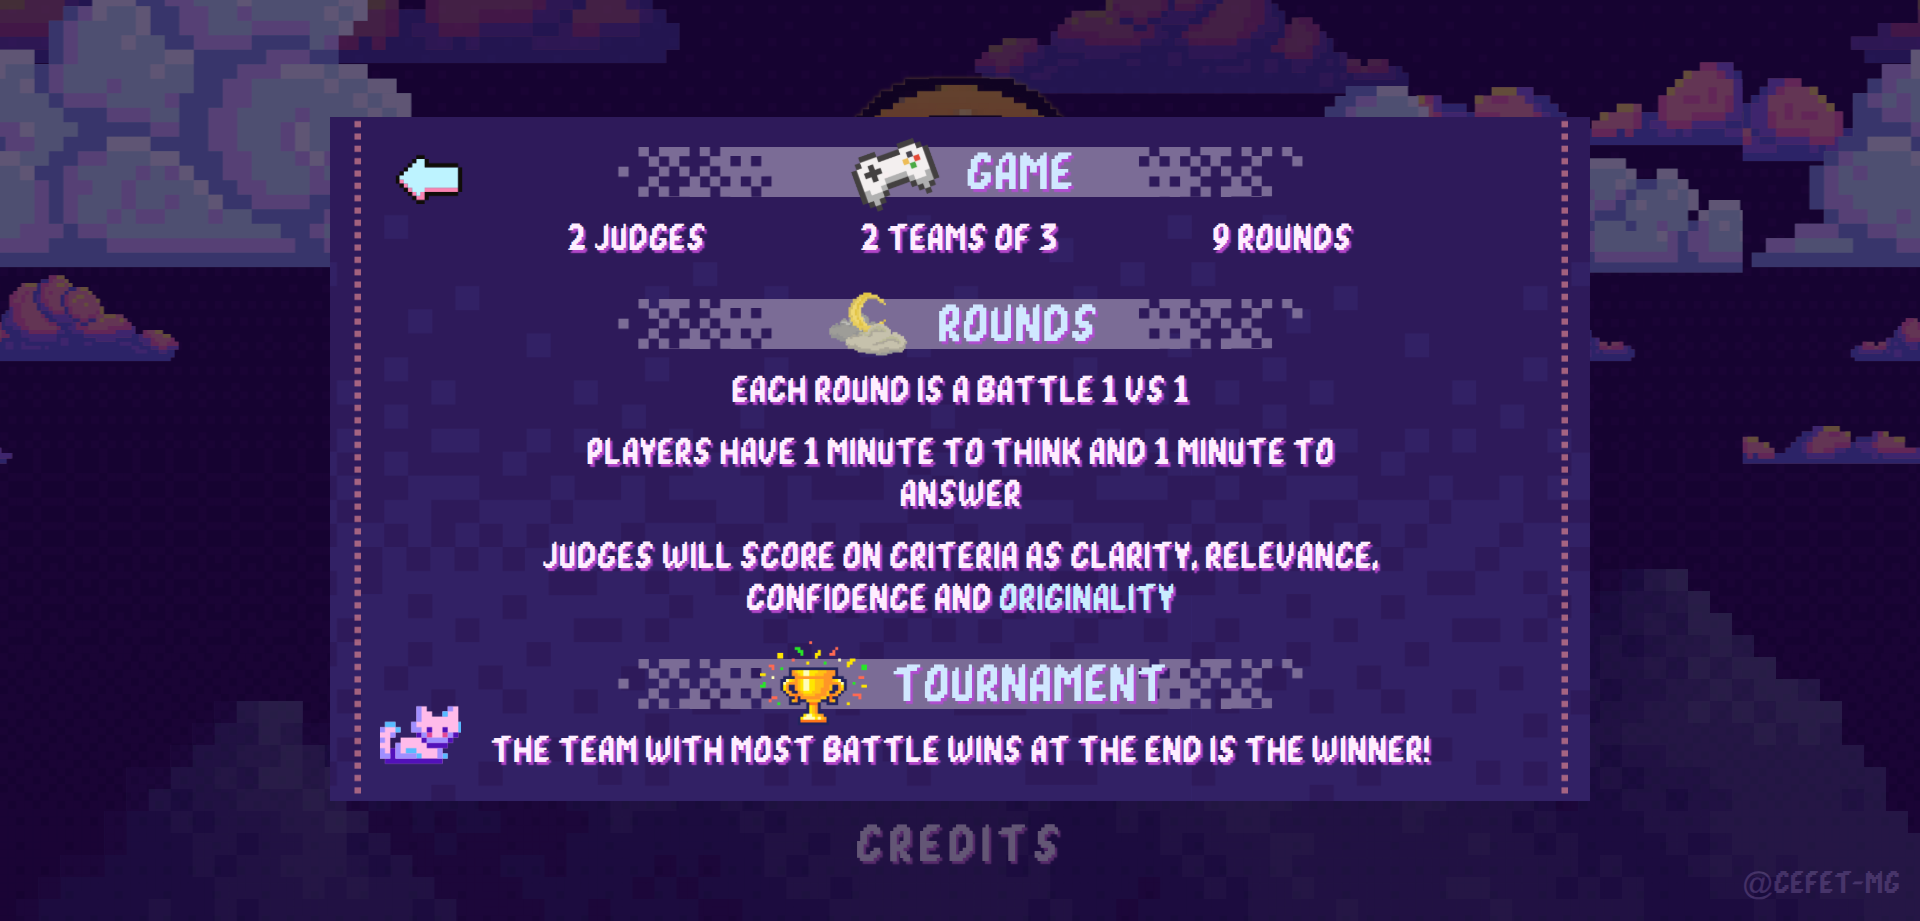 GAME
2 JUDGES 2 TEAMS OF 3 9 ROUNDS
ROUNDS
EACH ROUND IS A BATTLE 1 VS 1
PLAYERS HAVE 1 MINUTE TO THINK AND 1 MINUTE TO
ANSWER
JUDGES WILL SCORE ON CRITERIA AS CLARITY, RELEVANCE,
CONFIDENCE AND ORIGINALITY
TOURNAMENT
THE TEAM WITH MOST BATTLE WINS AT THE END IS THE WINNER!
CREDITS
@CEFET-MG